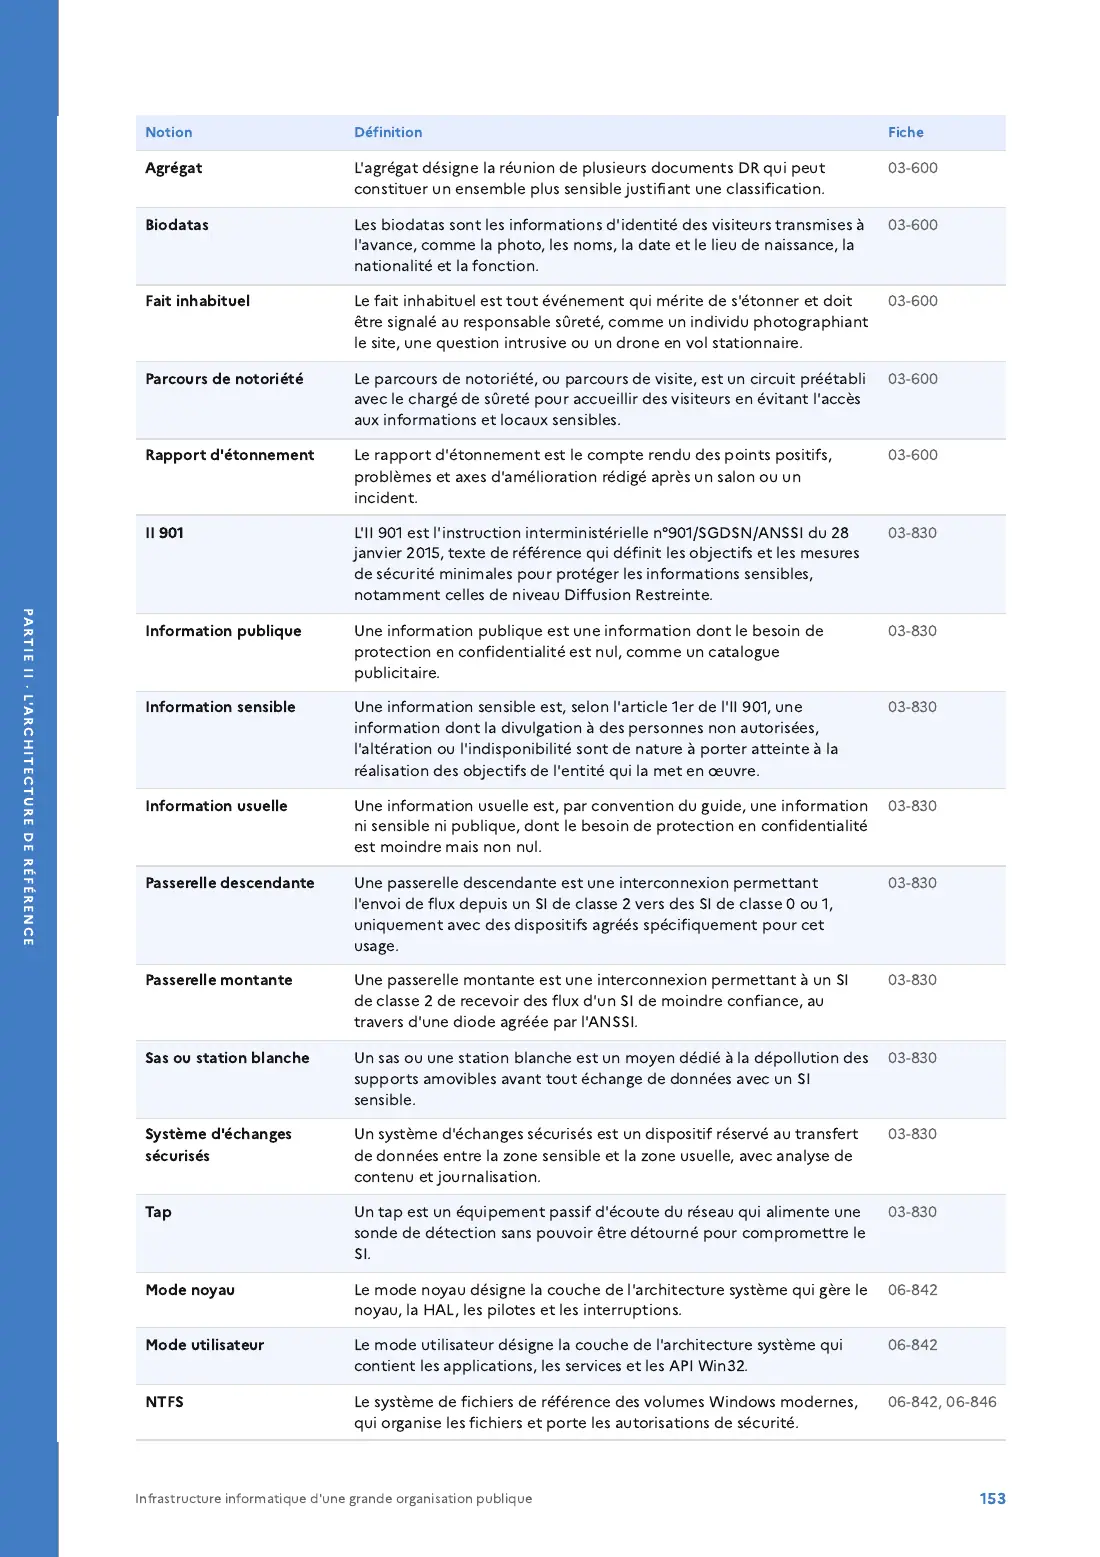 PARTIE II · L'ARCHITECTURE DE RÉFÉRENCE
Notion Définition Fiche
Agrégat L'agrégat désigne la réunion de plusieurs documents DR qui peut 03-600
constituer un ensemble plus sensible justifiant une classification.
Biodatas Les biodatas sont les informations d'identité des visiteurs transmises à 03-600
l'avance, comme la photo, les noms, la date et le lieu de naissance, la
nationalité et la fonction.
Fait inhabituel Le fait inhabituel est tout événement qui mérite de s'étonner et doit 03-600
être signalé au responsable sûreté, comme un individu photographiant
le site, une question intrusive ou un drone en vol stationnaire.
Parcours de notoriété Le parcours de notoriété, ou parcours de visite, est un circuit préétabli 03-600
avec le chargé de sûreté pour accueillir des visiteurs en évitant l'accès
aux informations et locaux sensibles.
Rapport d'étonnement Le rapport d'étonnement est le compte rendu des points positifs, 03-600
problèmes et axes d'amélioration rédigé après un salon ou un
incident.
II 901 L'II 901 est l'instruction interministérielle n°901/SGDSN/ANSSI du 28 03-830
janvier 2015, texte de référence qui définit les objectifs et les mesures
de sécurité minimales pour protéger les informations sensibles,
notamment celles de niveau Diffusion Restreinte.
Information publique Une information publique est une information dont le besoin de 03-830
protection en confidentialité est nul, comme un catalogue
publicitaire.
Information sensible Une information sensible est, selon l'article 1er de l'II 901, une 03-830
information dont la divulgation à des personnes non autorisées,
l'altération ou l'indisponibilité sont de nature à porter atteinte à la
réalisation des objectifs de l'entité qui la met en œuvre.
Information usuelle Une information usuelle est, par convention du guide, une information 03-830
ni sensible ni publique, dont le besoin de protection en confidentialité
est moindre mais non nul.
Passerelle descendante Une passerelle descendante est une interconnexion permettant 03-830
l'envoi de flux depuis un SI de classe 2 vers des SI de classe 0 ou 1,
uniquement avec des dispositifs agréés spécifiquement pour cet
usage.
Passerelle montante Une passerelle montante est une interconnexion permettant à un SI 03-830
de classe 2 de recevoir des flux d'un SI de moindre confiance, au
travers d'une diode agréée par l'ANSSI.
Sas ou station blanche Un sas ou une station blanche est un moyen dédié à la dépollution des 03-830
supports amovibles avant tout échange de données avec un SI
sensible.
Système d'échanges Un système d'échanges sécurisés est un dispositif réservé au transfert 03-830
sécurisés de données entre la zone sensible et la zone usuelle, avec analyse de
contenu et journalisation.
Tap Un tap est un équipement passif d'écoute du réseau qui alimente une 03-830
sonde de détection sans pouvoir être détourné pour compromettre le
SI.
Mode noyau Le mode noyau désigne la couche de l'architecture système qui gère le 06-842
noyau, la HAL, les pilotes et les interruptions.
Mode utilisateur Le mode utilisateur désigne la couche de l'architecture système qui 06-842
contient les applications, les services et les API Win32.
NTFS Le système de fichiers de référence des volumes Windows modernes, 06-842, 06-846
qui organise les fichiers et porte les autorisations de sécurité.
Infrastructure informatique d'une grande organisation publique 153